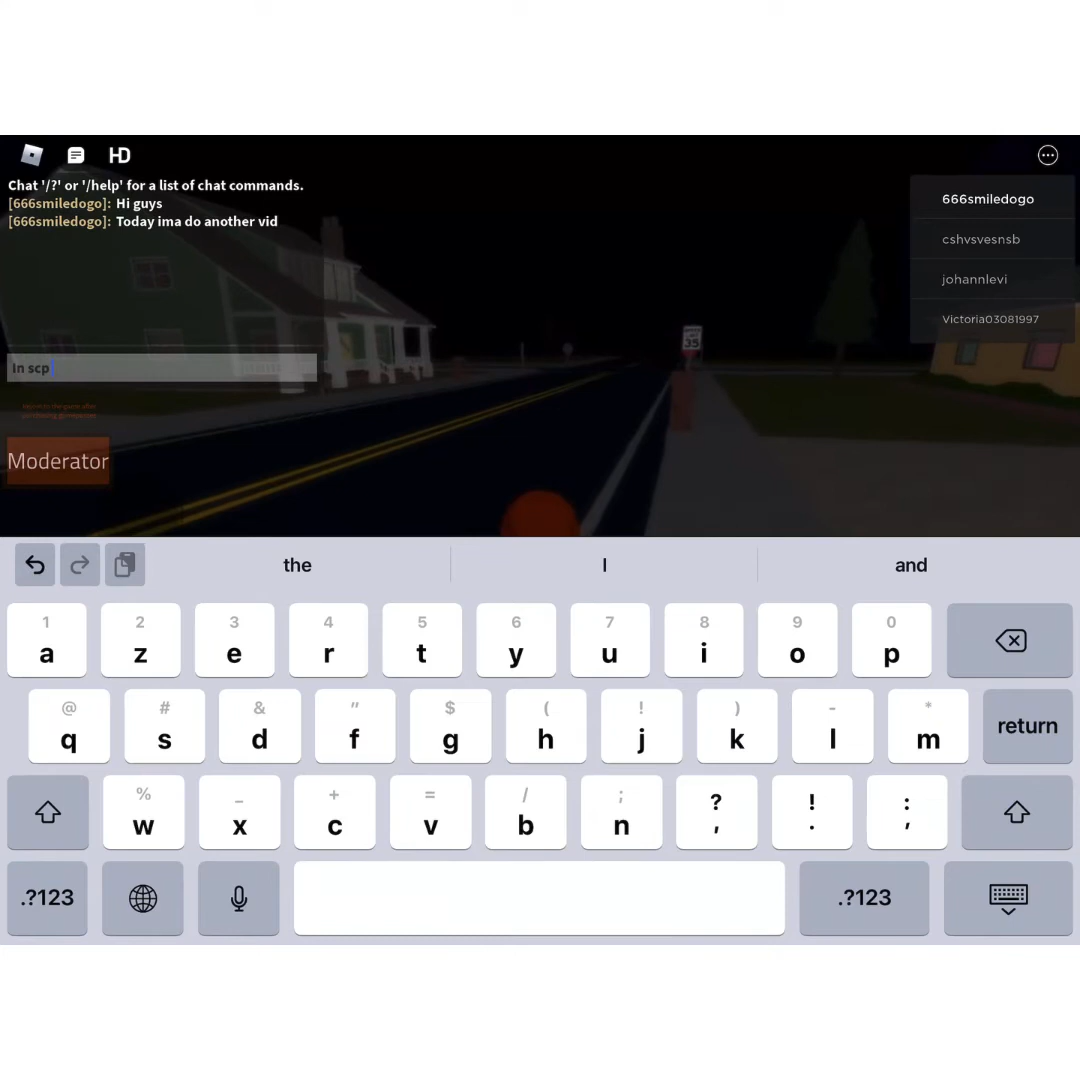 HD
Chat '/?' or '/help' for a list of chat commands.
[666smiledogo]: Hi guys
[666smiledogo]: Today ima do another vid
666smiledogo
cshvsvesnsb
johannlevi
Victoria03081997
35
In scp
Moderator
the I and
1 2 3 4 5 6 7 8 9 0
a z e r t y u i o p
@ # & " $ ( ! ) - *
q s d f g h j k l m return
% _ + = / ; ? ! :
w x c v b n , . '
.?123 .?123